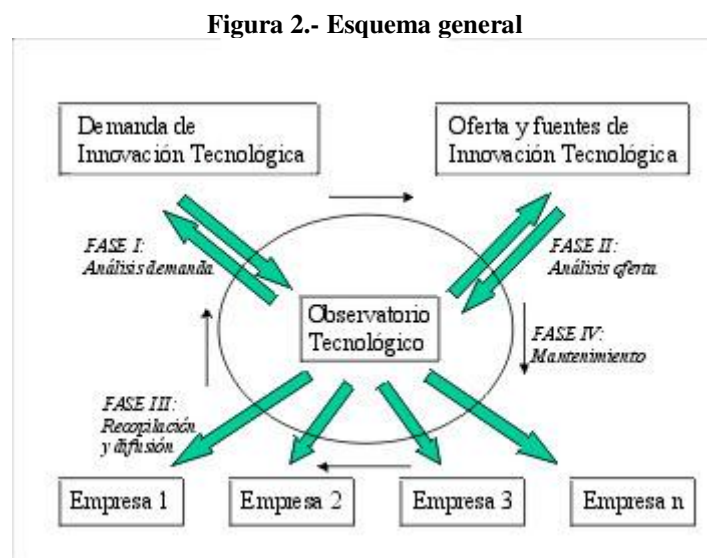 Figura 2.- Esquema general
Demanda de
Innovación Tecnológica
Oferta y fuentes de
Innovación Tecnológica
FASE I:
Análisis demanda
FASE II:
Análisis oferta
Observatorio
Tecnológico
FASE IV:
Mantenimiento
FASE III:
Recopilación
y difusión
Empresa 1
Empresa 2
Empresa 3
Empresa n